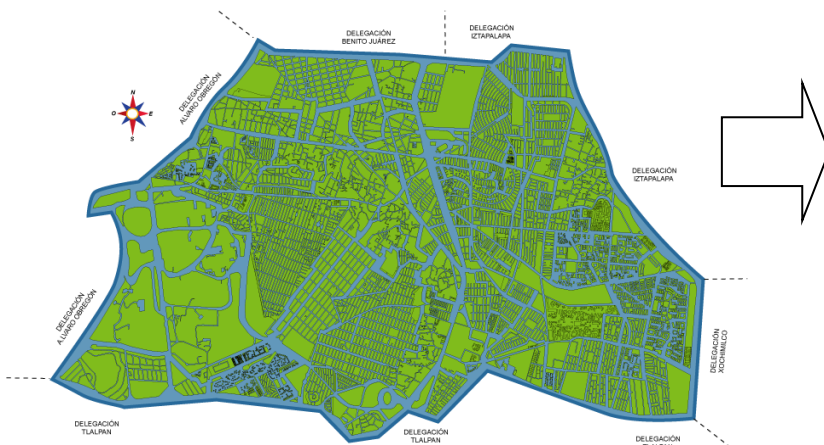 DELEGACIÓN
BENITO JUÁREZ
DELEGACIÓN
IZTAPALAPA
DELEGACIÓN
ALVARO OBREGÓN
N
O
E
S
DELEGACIÓN
IZTAPALAPA
DELEGACIÓN
ALVARO OBREGÓN
DELEGACIÓN
XOCHIMILCO
DELEGACIÓN
TLALPAN
DELEGACIÓN
TLALPAN
DELEGACIÓN
TLALPAN